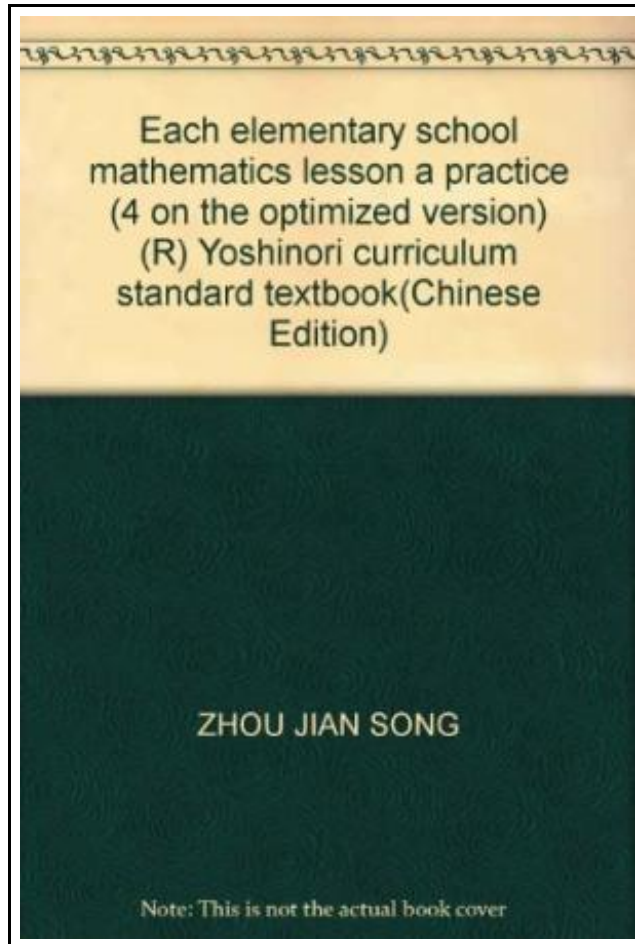 Each elementary school
mathematics lesson a practice
(4 on the optimized version)
(R) Yoshinori curriculum
standard textbook(Chinese
Edition)
ZHOU JIAN SONG
Note: This is not the actual book cover